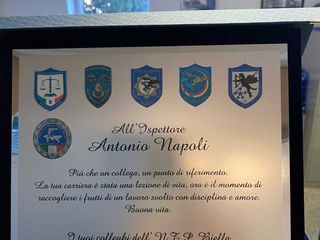 All'Ispettore
Antonio Napoli
Più che un collega, un punto di riferimento.
La tua carriera è stata una lezione di vita, ora è il momento di
raccogliere i frutti di un lavoro svolto con disciplina e amore.
Buona vita.
I tuoi colleghi dell' N.T.P. Biella